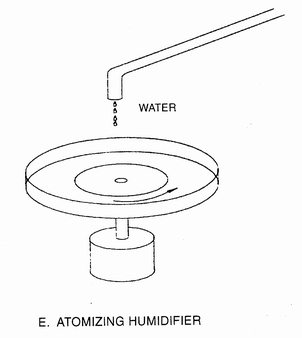 WATER
E. ATOMIZING HUMIDIFIER